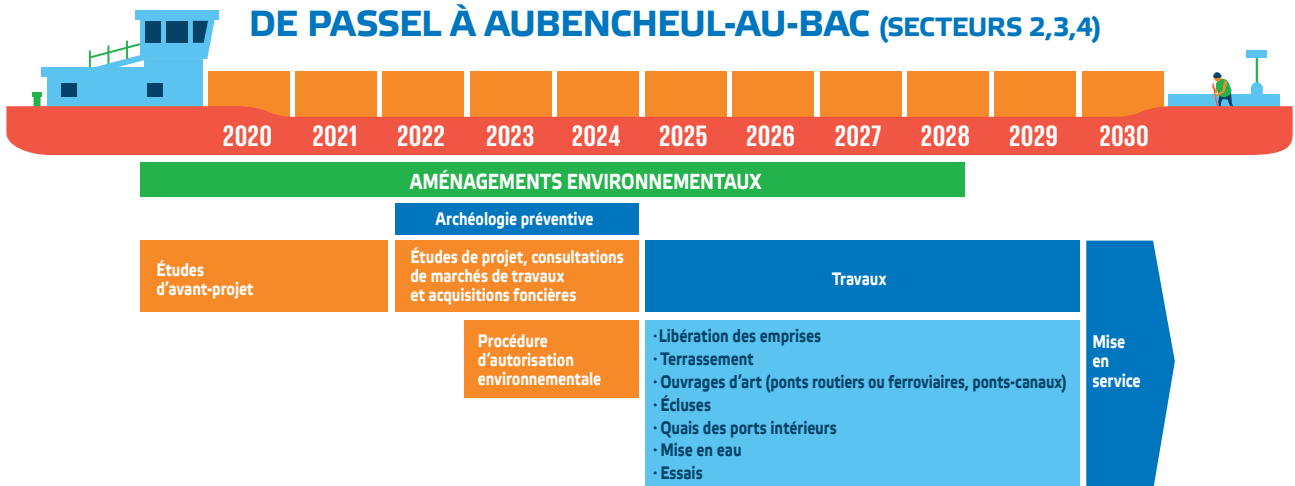 DE PASSEL À AUBENCHEUL-AU-BAC (SECTEURS 2,3,4)
2020 2021 2022 2023 2024 2025 2026 2027 2028 2029 2030
AMÉNAGEMENTS ENVIRONNEMENTAUX
Archéologie préventive
Études
d'avant-projet
Études de projet, consultations
de marchés de travaux
et acquisitions foncières
Travaux
Procédure
d'autorisation
environnementale
· Libération des emprises
· Terrassement
· Ouvrages d'art (ponts routiers ou ferroviaires, ponts-canaux)
· Écluses
· Quais des ports intérieurs
· Mise en eau
· Essais
Mise
en
service